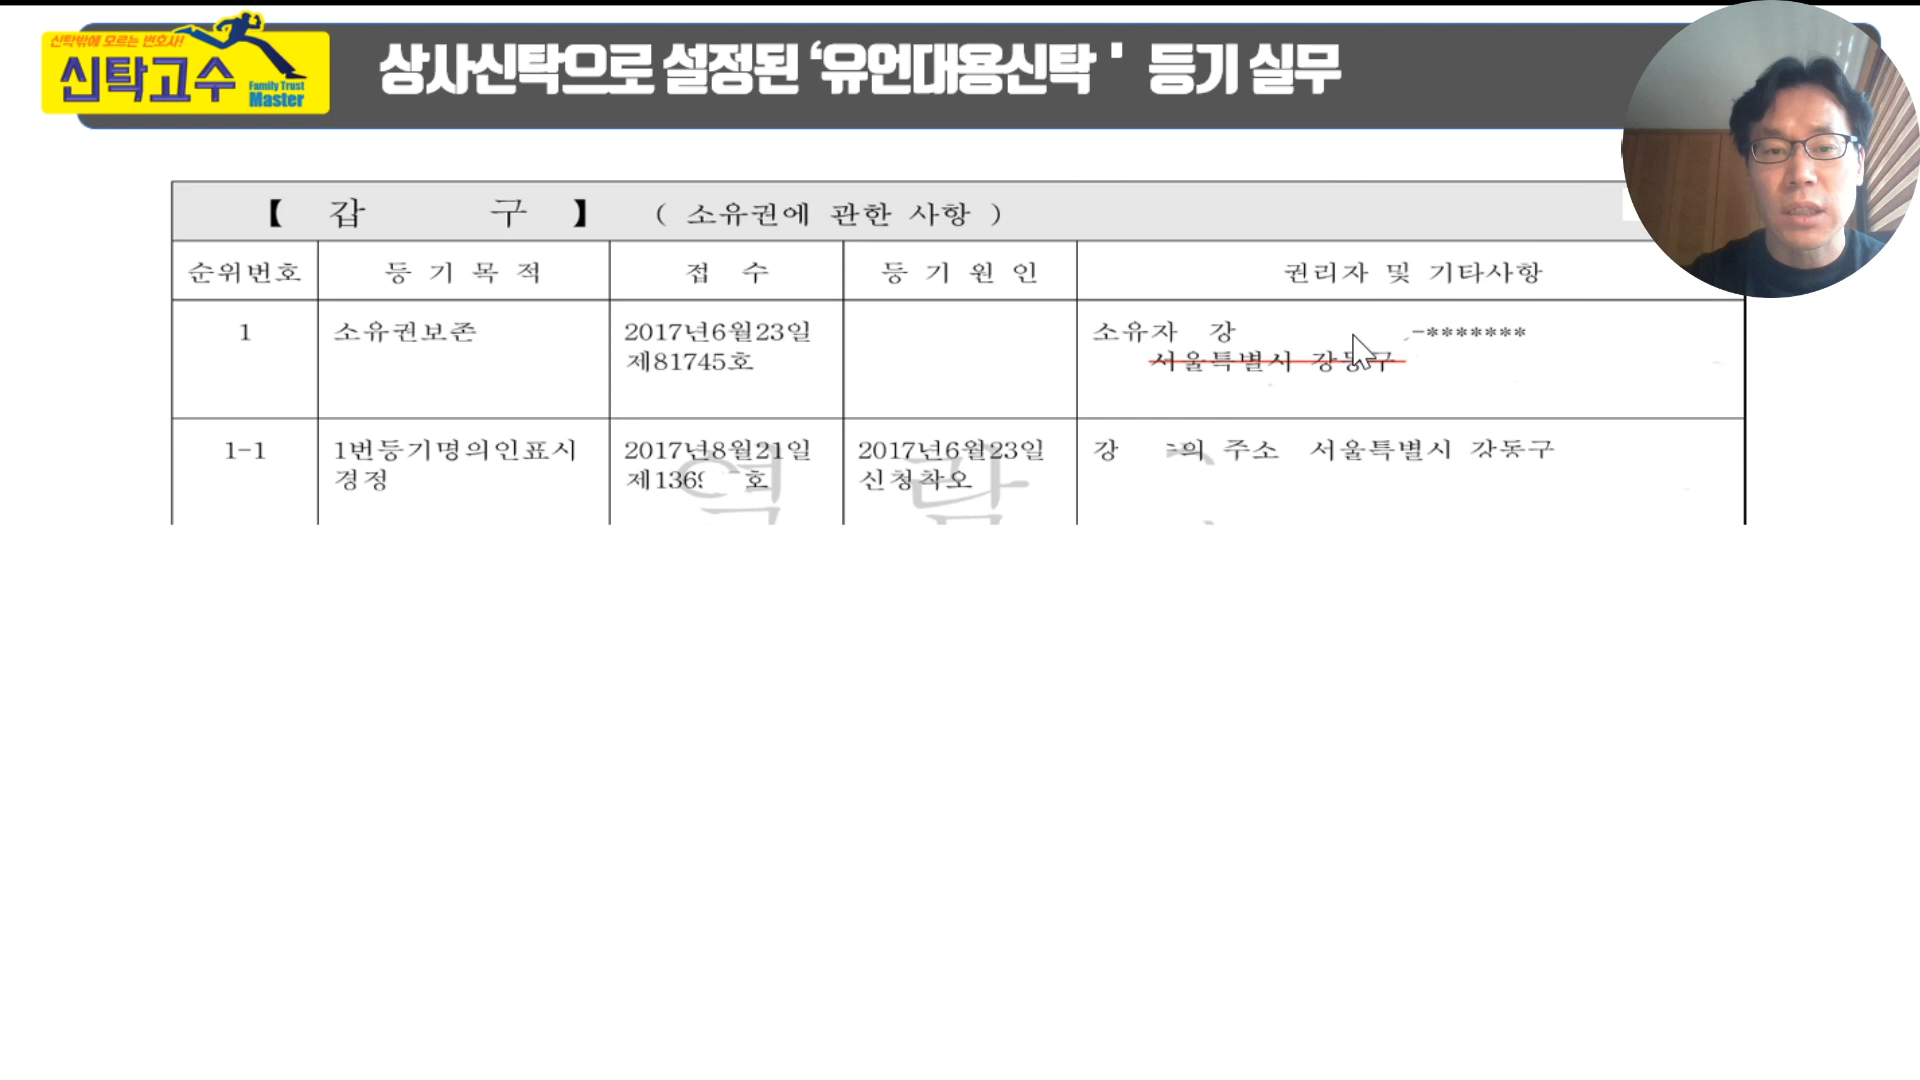 신탁밖에 모르는 변호사!
신탁고수
Family Trust
Master
상사신탁으로 설정된 ‘유언대용신탁 ' 등기 실무
【 갑 구 】 ( 소유권에 관한 사항 )
순위번호 등 기 목 적 접 수 등 기 원 인 권리자 및 기타사항
1 소유권보존 2017년6월23일 소유자 강 -*******
제81745호 서울특별시 강동구
1-1 1번등기명의인표시 2017년8월21일 2017년6월23일 강 의 주소 서울특별시 강동구
경정 제136 호 신청착오
열 람